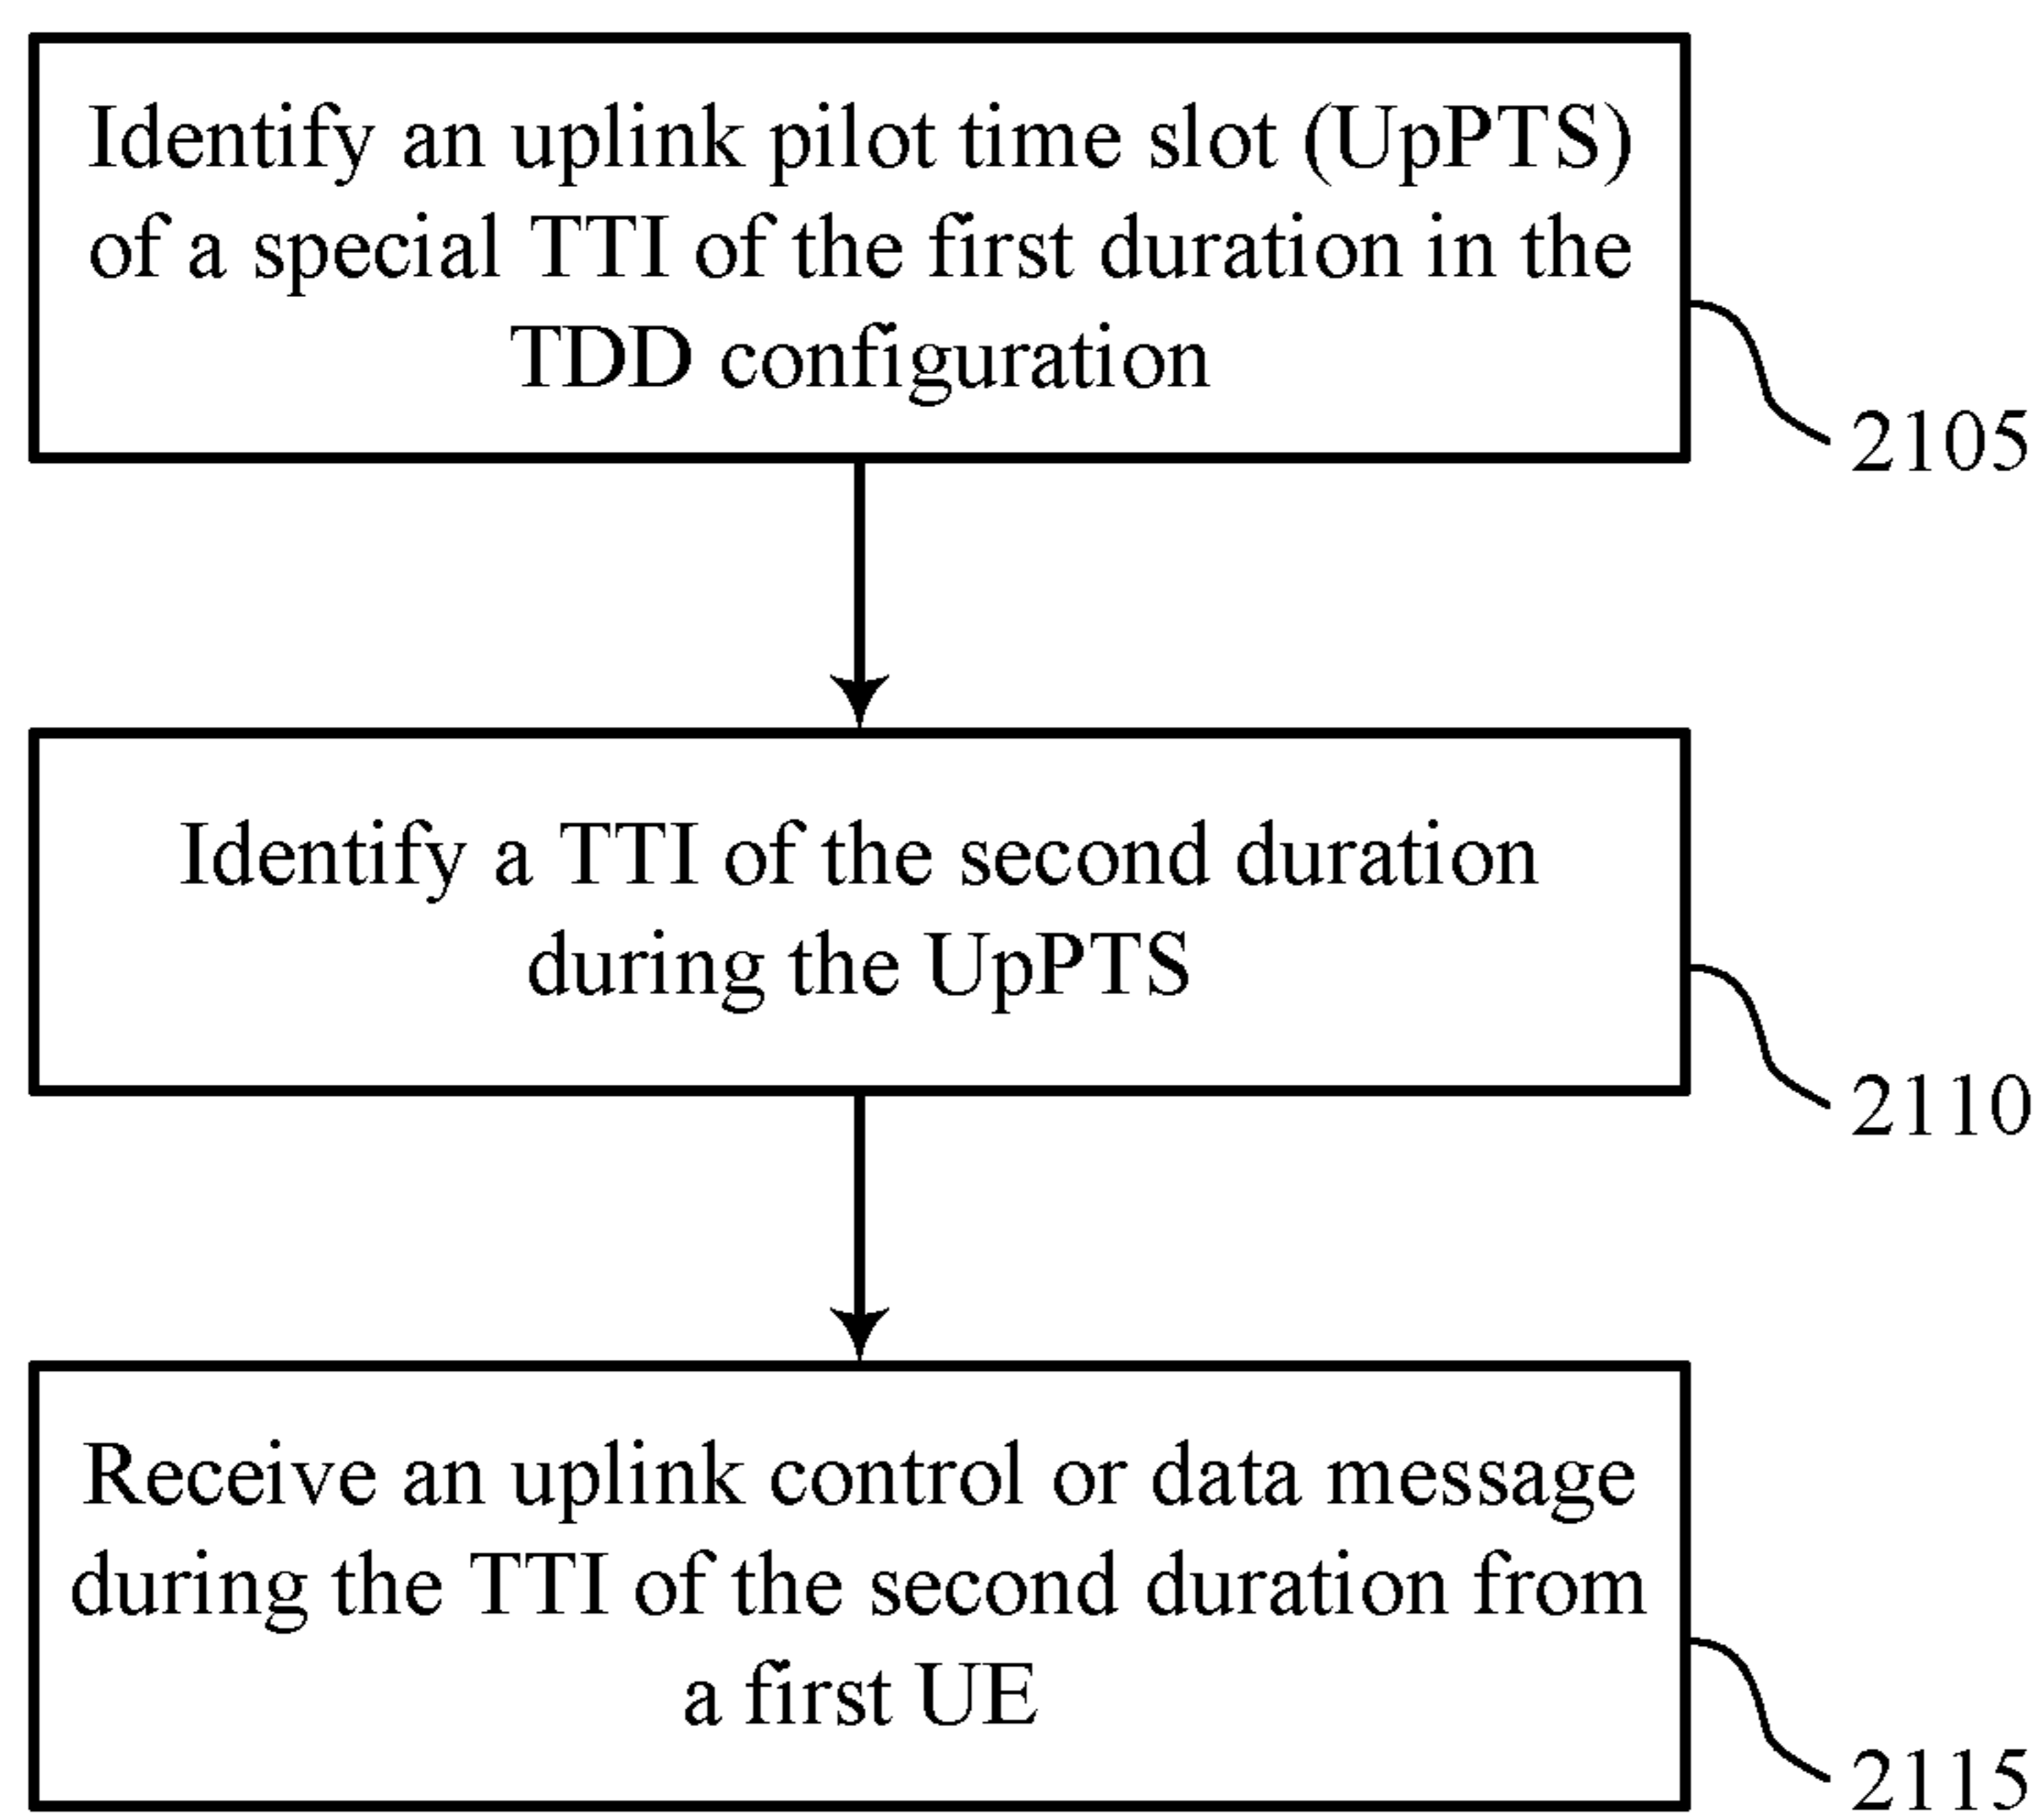 Identify an uplink pilot time slot (UpPTS)
of a special TTI of the first duration in the
TDD configuration
2105
Identify a TTI of the second duration
during the UpPTS
2110
Receive an uplink control or data message
during the TTI of the second duration from
a first UE
2115